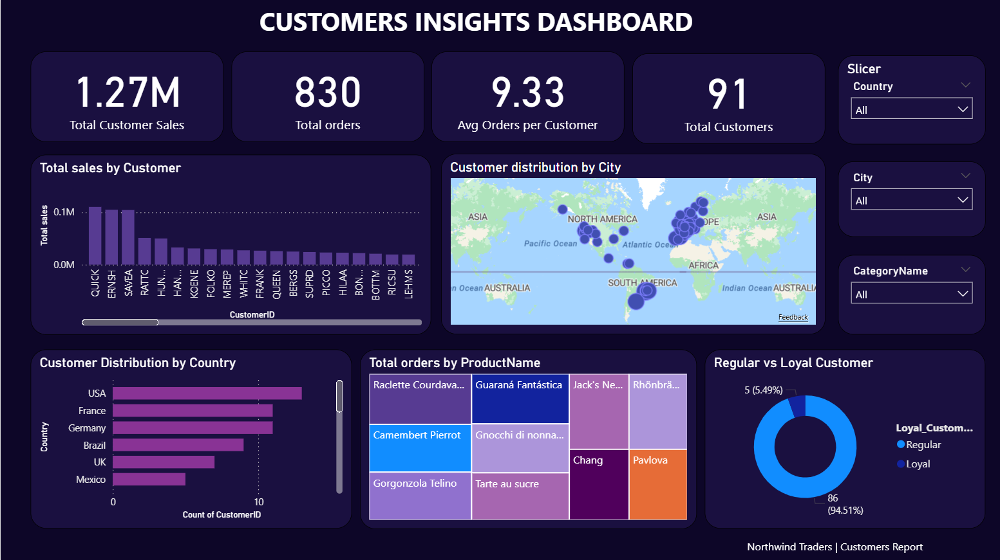 CUSTOMERS INSIGHTS DASHBOARD
1.27M
Total Customer Sales
830
Total orders
9.33
Avg Orders per Customer
91
Total Customers
Slicer
Country
All
Total sales by Customer
Total sales
0.1M
0.0M
QUICK
ERNSH
SAVEA
RATTC
HUN...
HAN...
KOENE
FOLKO
MEREP
WHITC
FRANK
QUEEN
BERGS
SUPRD
PICCO
HILAA
BON...
BOTTM
RICSU
LEHMS
CustomerID
Customer distribution by City
ASIA
NORTH AMERICA
OPE
ASIA
Pacific Ocean
Atlantic Ocean
AFRICA
SOUTH AMERICA
n Ocean
AUSTRALIA
Indian Ocean
AUSTRALIA
Feedback
City
All
CategoryName
All
Customer Distribution by Country
Country
USA
France
Germany
Brazil
UK
Mexico
0
10
Count of CustomerID
Total orders by ProductName
Raclette Courdava...
Guaraná Fantástica
Jack's Ne...
Rhönbrä...
Camembert Pierrot
Gnocchi di nonna...
Chang
Pavlova
Gorgonzola Telino
Tarte au sucre
Regular vs Loyal Customer
5 (5.49%)
86
(94.51%)
Loyal_Custom...
Regular
Loyal
Northwind Traders | Customers Report